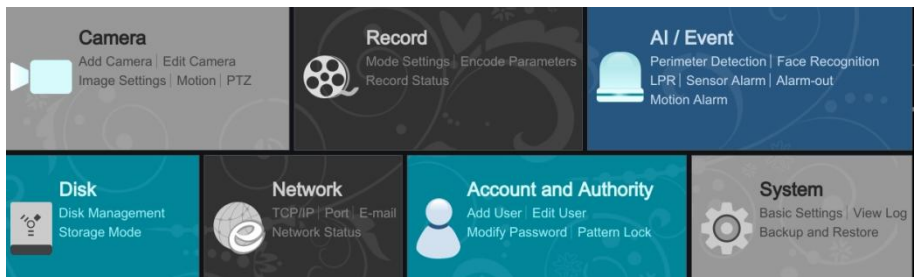 Camera
Add Camera | Edit Camera
Image Settings | Motion | PTZ
Record
Mode Settings | Encode Parameters
Record Status
AI / Event
Perimeter Detection | Face Recognition
LPR | Sensor Alarm | Alarm-out
Motion Alarm
Disk
Disk Management
Storage Mode
Network
TCP/IP | Port | E-mail
Network Status
Account and Authority
Add User | Edit User
Modify Password | Pattern Lock
System
Basic Settings | View Log
Backup and Restore